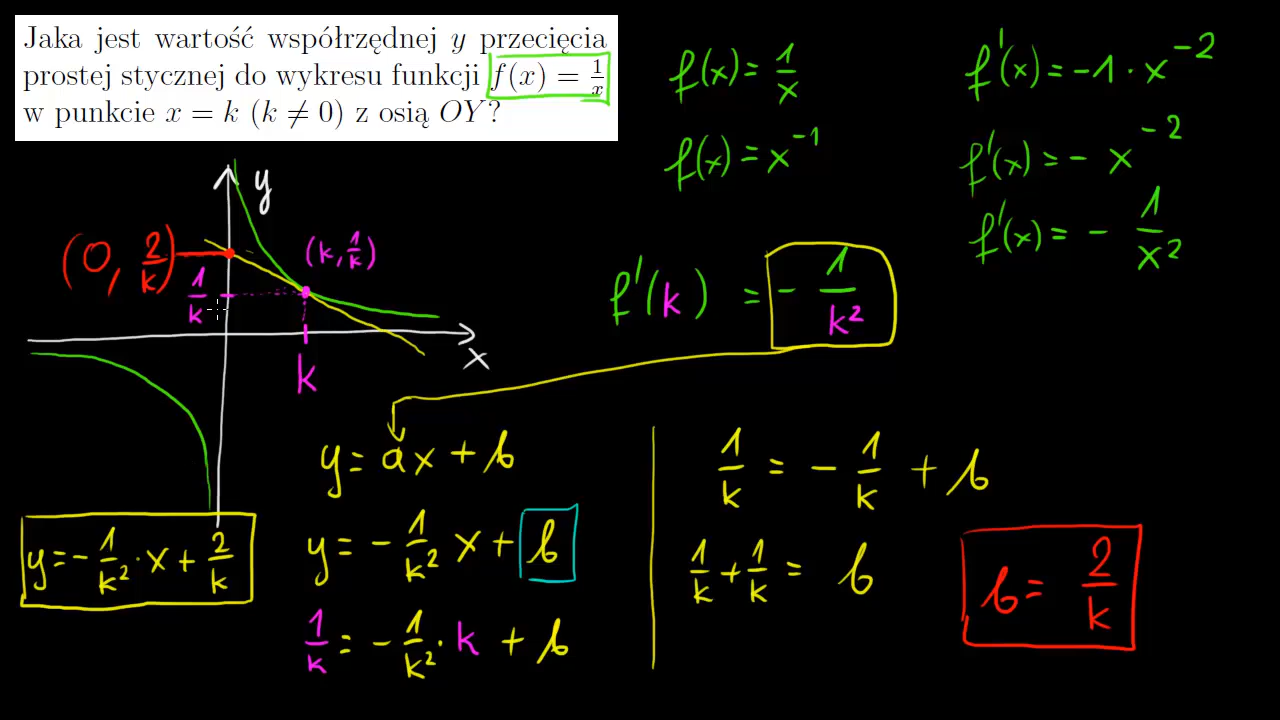 Jaka jest wartość współrzędnej y przecięcia
prostej stycznej do wykresu funkcji f(x) = 1/x
w punkcie x = k (k ≠ 0) z osią OY?
f(x) = 1/x
f(x) = x^-1
f'(x) = -1 · x^-2
f'(x) = - x^-2
f'(x) = - 1/x²
y
(0, 2/k)
(k, 1/k)
1/k
k
x
f'(k) = - 1/k²
y = ax + b
y = - 1/k² x + b
1/k = - 1/k² · k + b
y = - 1/k² · x + 2/k
1/k = - 1/k + b
1/k + 1/k = b
b = 2/k